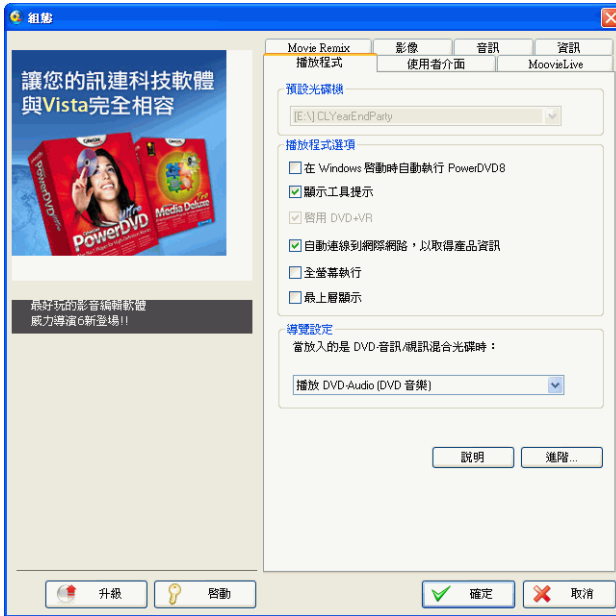 組態
讓您的訊連科技軟體
與Vista完全相容
CyberLink
PowerDVD Ultra
Media Deluxe
最好玩的影音編輯軟體
威力導演6新登場!!
Movie Remix
影像
音訊
資訊
播放程式
使用者介面
MoovieLive
預設光碟機
[E:\] CLYearEndParty
播放程式選項
在 Windows 啓動時自動執行 PowerDVD8
顯示工具提示
啓用 DVD+VR
自動連線到網際網路，以取得產品資訊
全螢幕執行
最上層顯示
導覽設定
當放入的是 DVD-音訊/視訊混合光碟時：
播放 DVD-Audio (DVD 音樂)
說明
進階...
升級
啓動
確定
取消